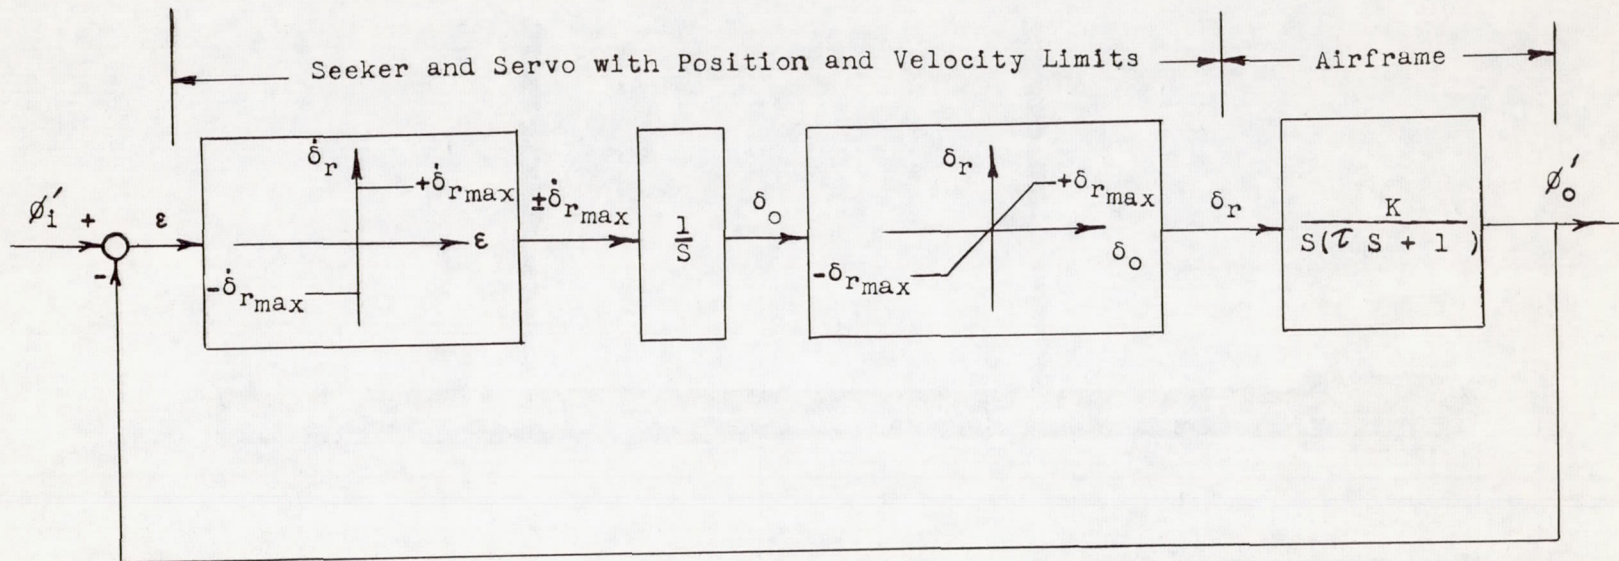 Seeker and Servo with Position and Velocity Limits
Airframe
ϕ′i + ε
-
δ̇r
+δ̇rmax
ε
-δ̇rmax
±δ̇rmax
1
S
δo
δr
+δrmax
δo
-δrmax
δr
K
S(τ S + 1 )
ϕ′o